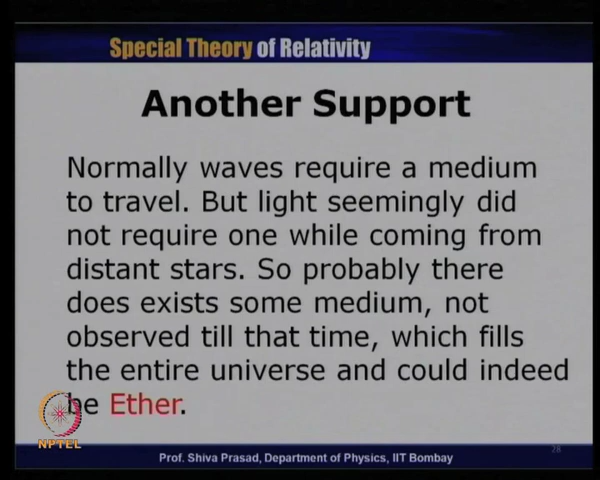 Special Theory of Relativity
Another Support
Normally waves require a medium
to travel. But light seemingly did
not require one while coming from
distant stars. So probably there
does exists some medium, not
observed till that time, which fills
the entire universe and could indeed
be Ether.
NPTEL
Prof. Shiva Prasad, Department of Physics, IIT Bombay
28